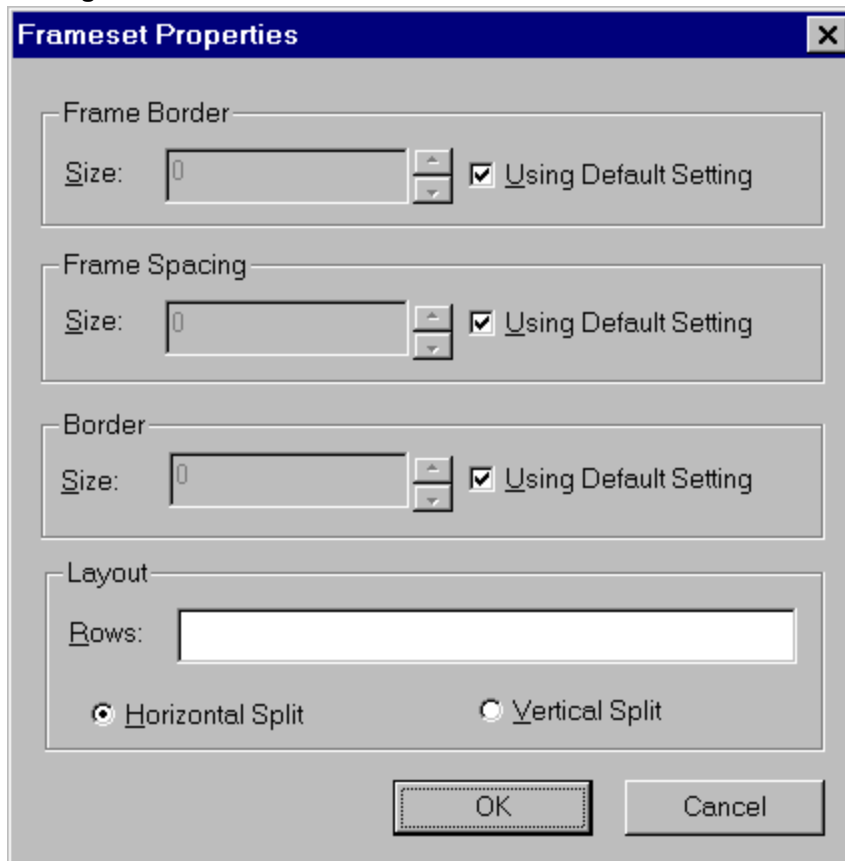 Frameset Properties
Frame Border
Size: 0 Using Default Setting
Frame Spacing
Size: 0 Using Default Setting
Border
Size: 0 Using Default Setting
Layout
Rows:
Horizontal Split Vertical Split
OK Cancel